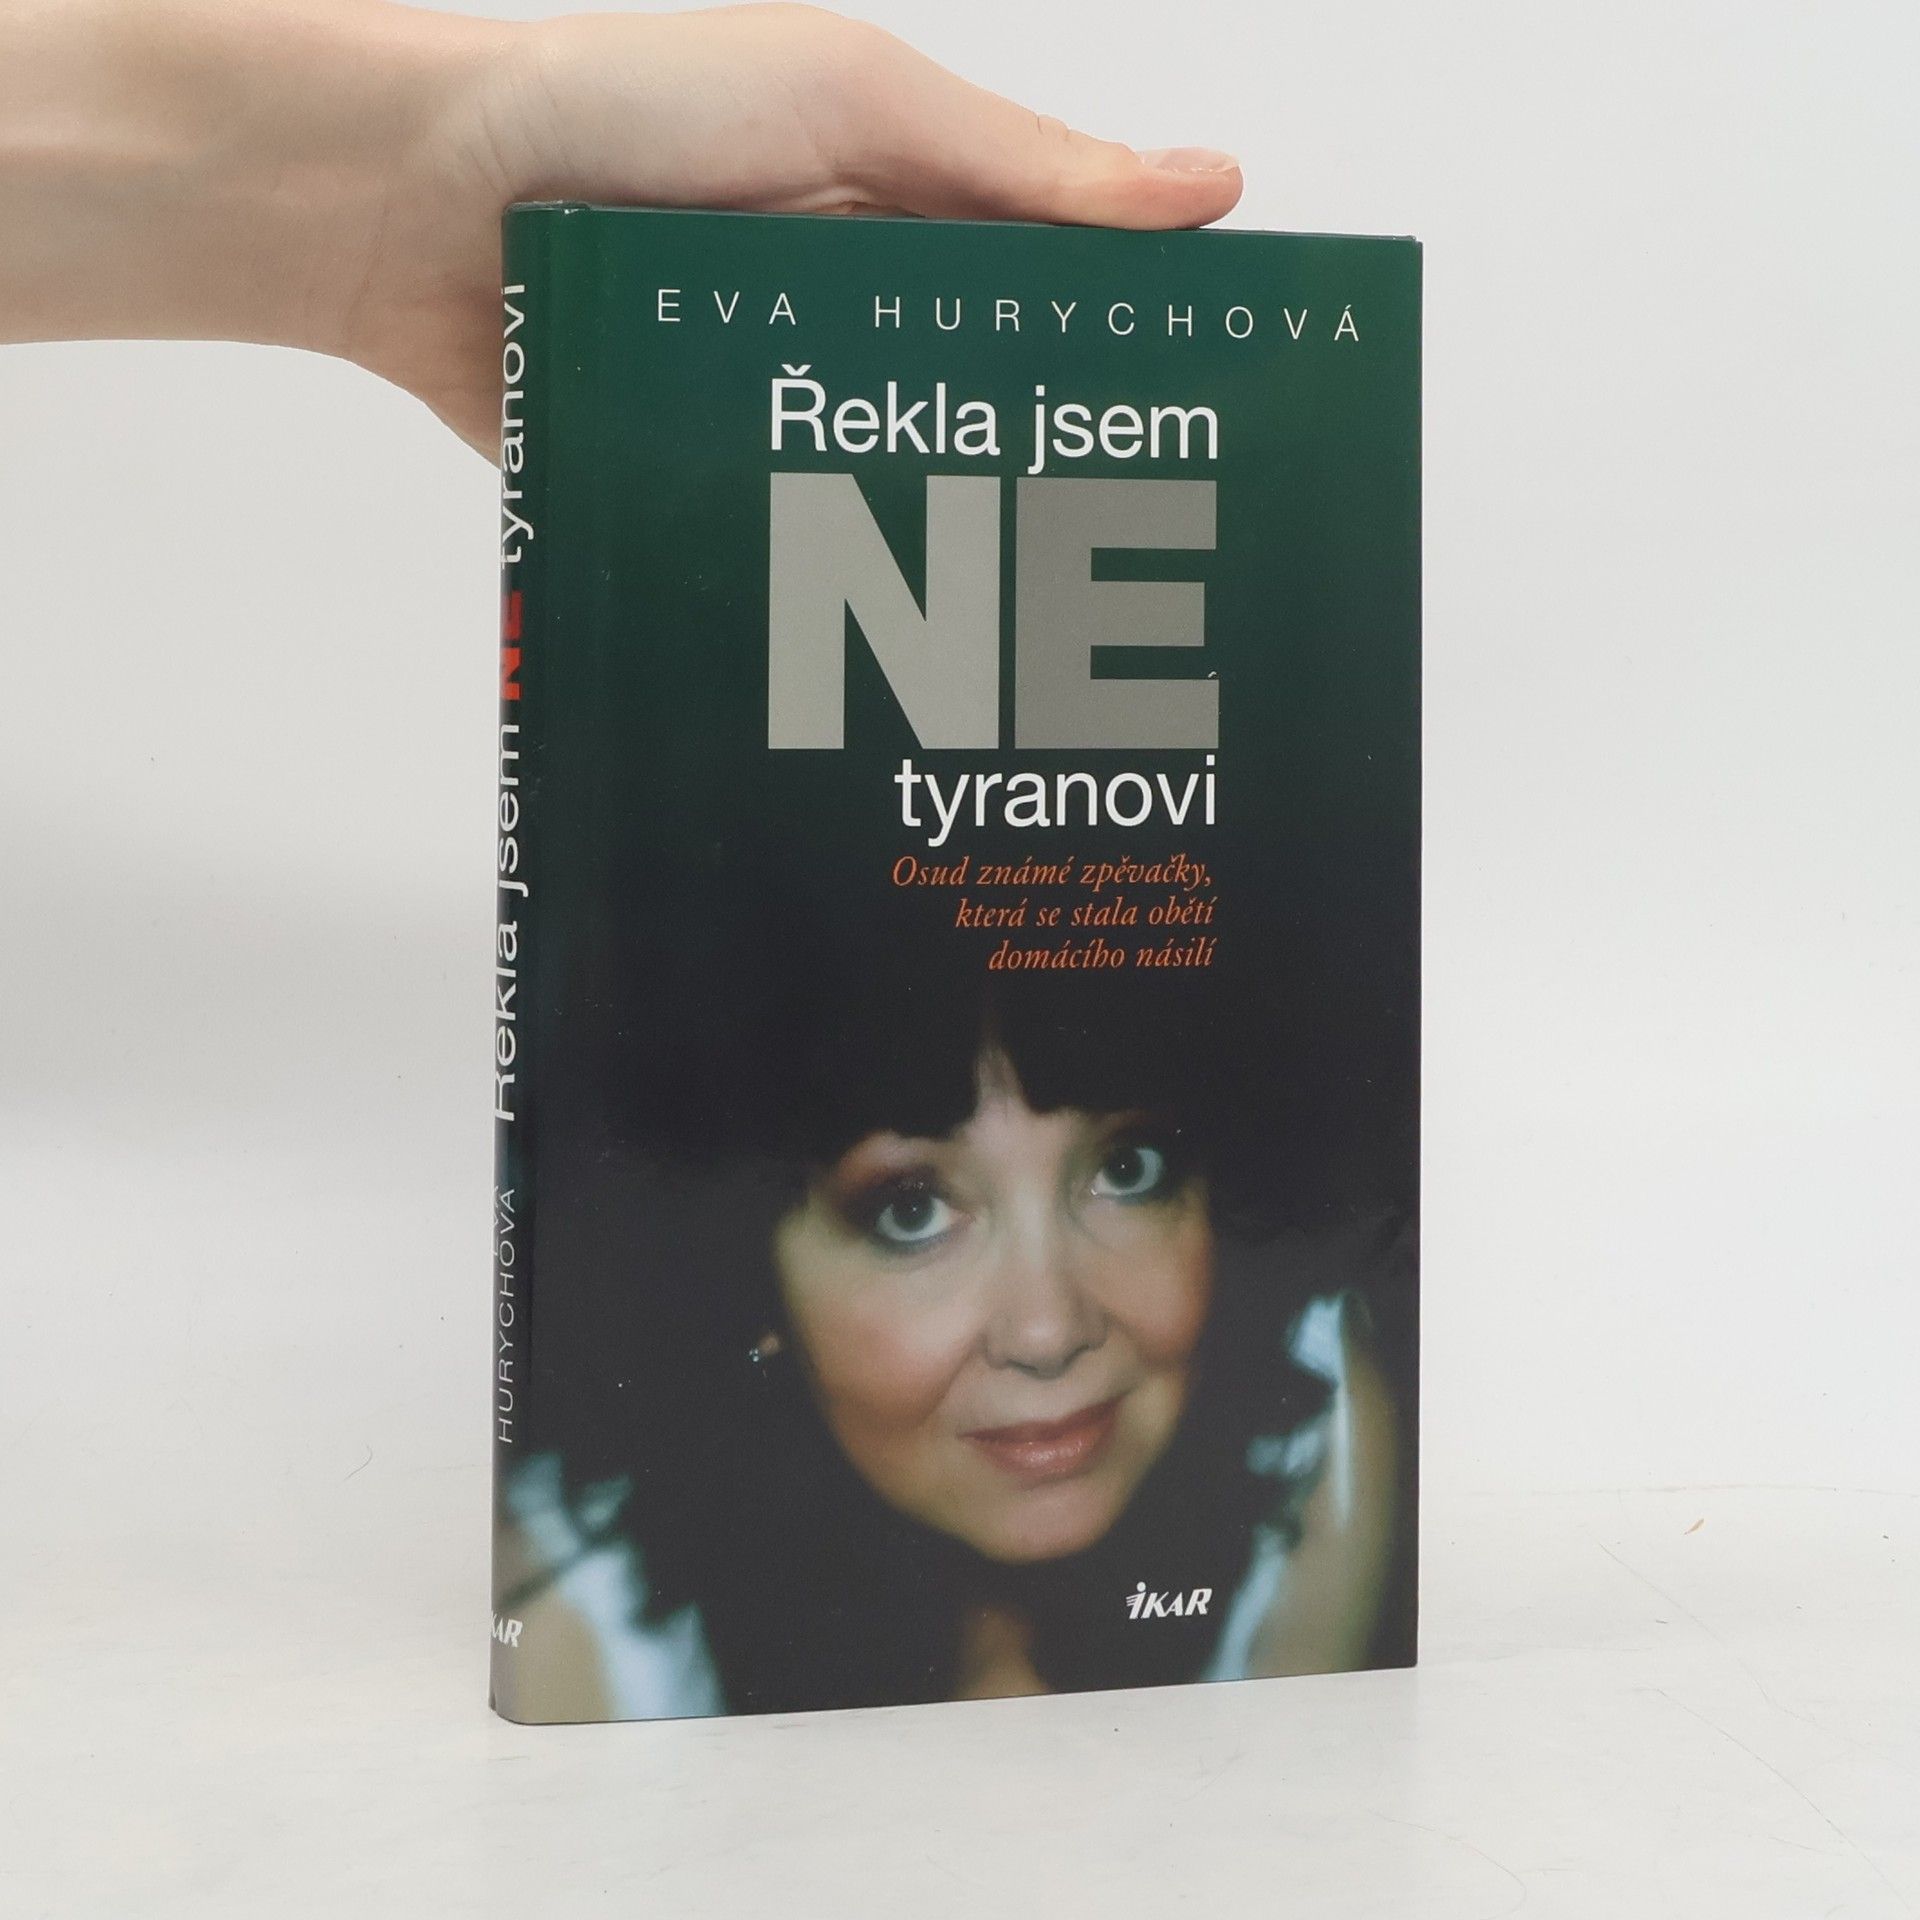 EVA HURYCHOVÁ
Řekla jsem
NE
tyranovi
Osud známé zpěvačky,
která se stala obětí
domácího násilí
iKAR
EVA
HURYCHOVÁ
Řekla jsem NE tyranovi
iKAR